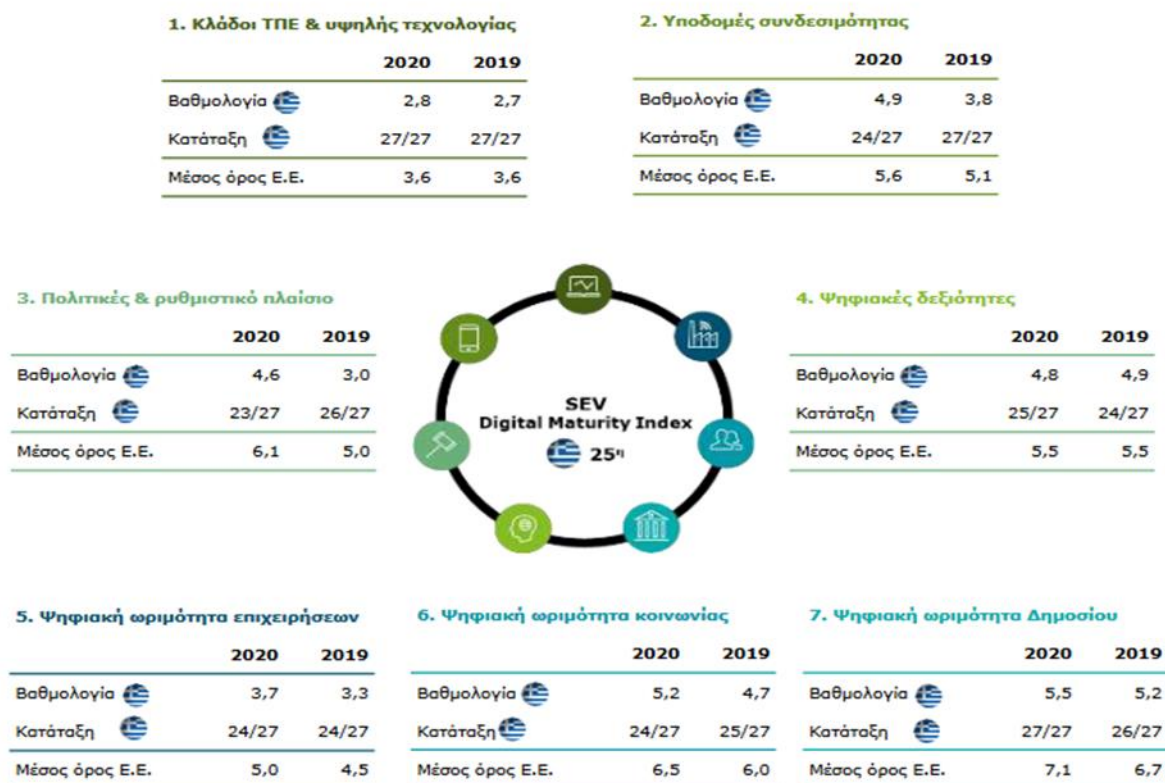 1. Κλάδοι ΤΠΕ & υψηλής τεχνολογίας
2020 2019
Βαθμολογία 2,8 2,7
Κατάταξη 27/27 27/27
Μέσος όρος Ε.Ε. 3,6 3,6
2. Υποδομές συνδεσιμότητας
2020 2019
Βαθμολογία 4,9 3,8
Κατάταξη 24/27 27/27
Μέσος όρος Ε.Ε. 5,6 5,1
3. Πολιτικές & ρυθμιστικό πλαίσιο
2020 2019
Βαθμολογία 4,6 3,0
Κατάταξη 23/27 26/27
Μέσος όρος Ε.Ε. 6,1 5,0
SEV
Digital Maturity Index
25η
4. Ψηφιακές δεξιότητες
2020 2019
Βαθμολογία 4,8 4,9
Κατάταξη 25/27 24/27
Μέσος όρος Ε.Ε. 5,5 5,5
5. Ψηφιακή ωριμότητα επιχειρήσεων
2020 2019
Βαθμολογία 3,7 3,3
Κατάταξη 24/27 24/27
Μέσος όρος Ε.Ε. 5,0 4,5
6. Ψηφιακή ωριμότητα κοινωνίας
2020 2019
Βαθμολογία 5,2 4,7
Κατάταξη 24/27 25/27
Μέσος όρος Ε.Ε. 6,5 6,0
7. Ψηφιακή ωριμότητα Δημοσίου
2020 2019
Βαθμολογία 5,5 5,2
Κατάταξη 27/27 26/27
Μέσος όρος Ε.Ε. 7,1 6,7